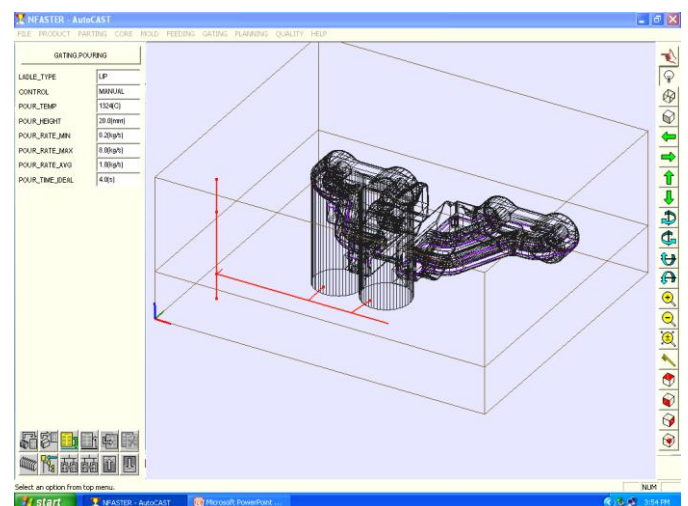 NFASTER - AutoCAST
FILE PRODUCT PARTING CORE MOLD FEEDING GATING PLANNING QUALITY HELP
GATING:POURING
LADLE_TYPE LIP
CONTROL MANUAL
POUR_TEMP 1324(C)
POUR_HEIGHT 20.0(mm)
POUR_RATE_MIN 0.2(kg/s)
POUR_RATE_MAX 8.0(kg/s)
POUR_RATE_AVG 1.8(kg/s)
POUR_TIME_IDEAL 4.0(s)
Select an option from top menu.
NUM
start NFASTER - AutoCAST Microsoft PowerPoint ... 3:54 PM